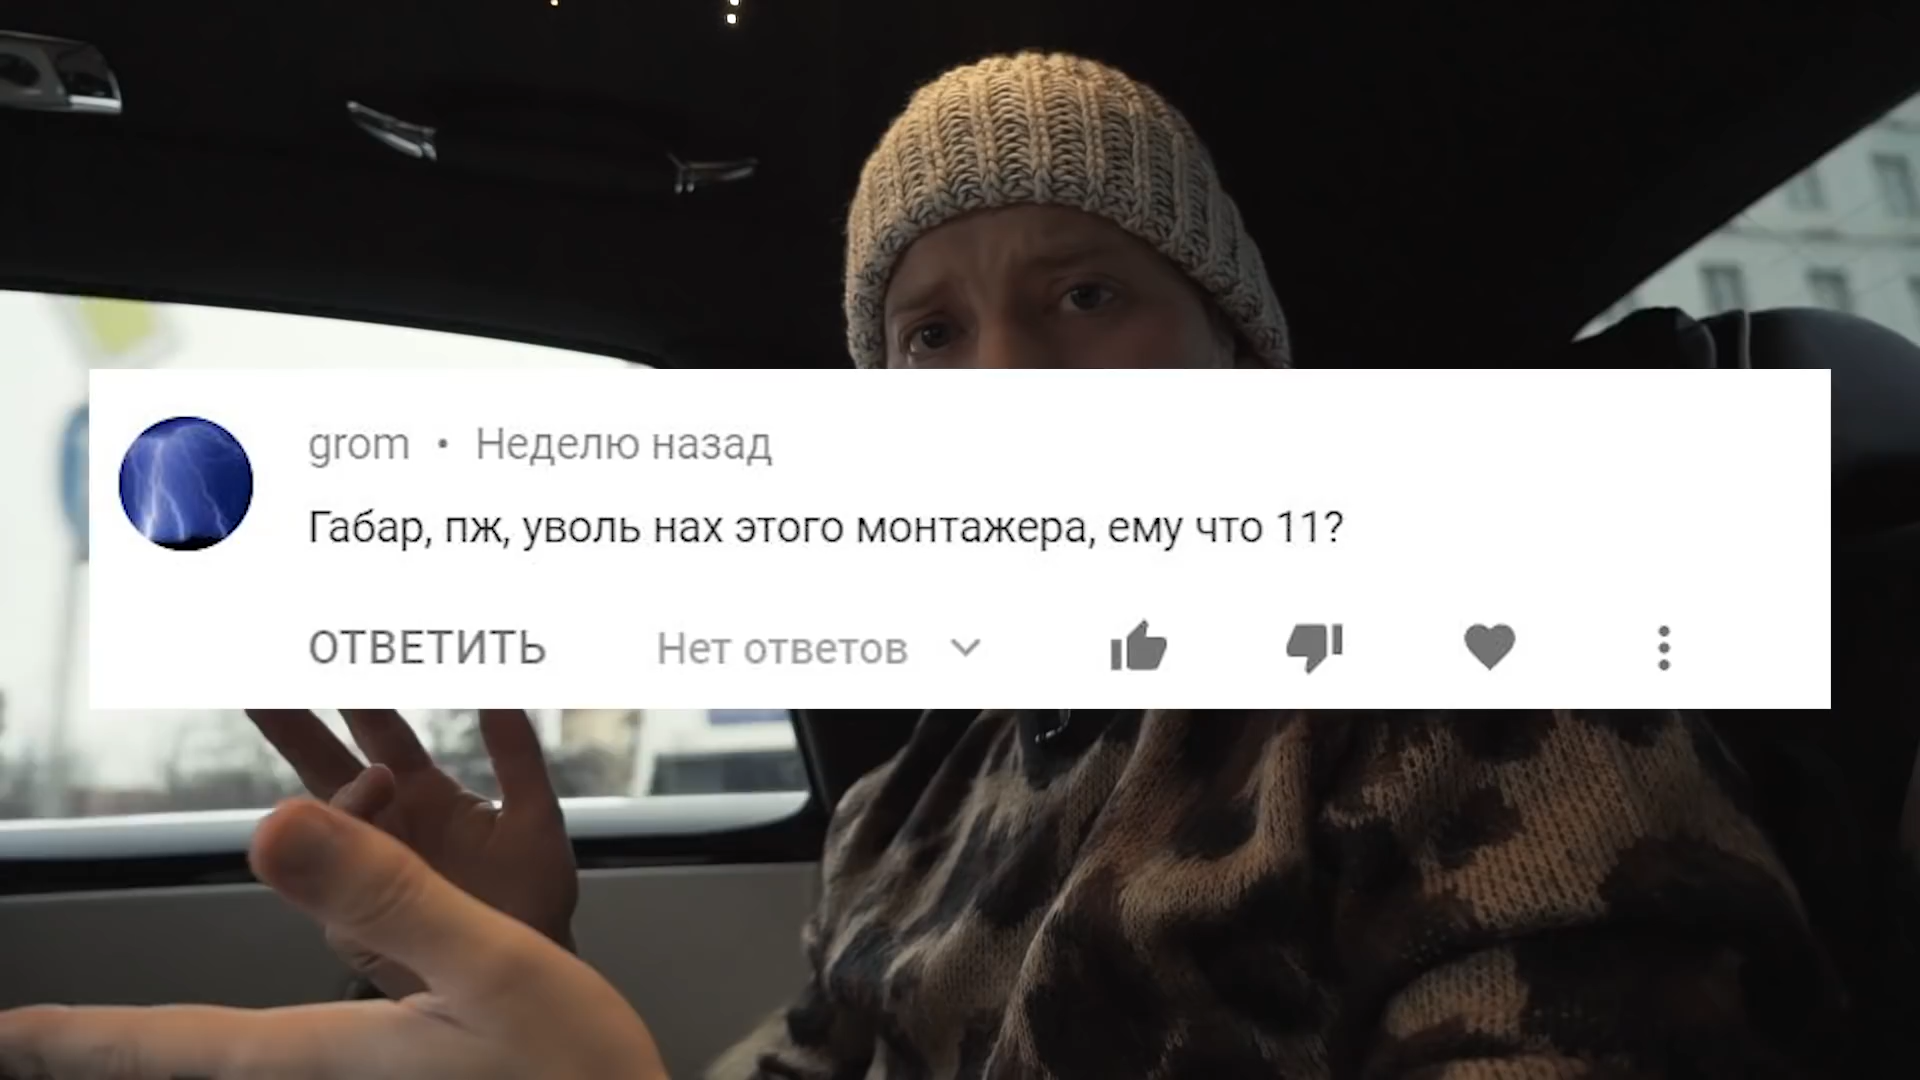 grom • Неделю назад
Габар, пж, уволь нах этого монтажера, ему что 11?
ОТВЕТИТЬ Нет ответов